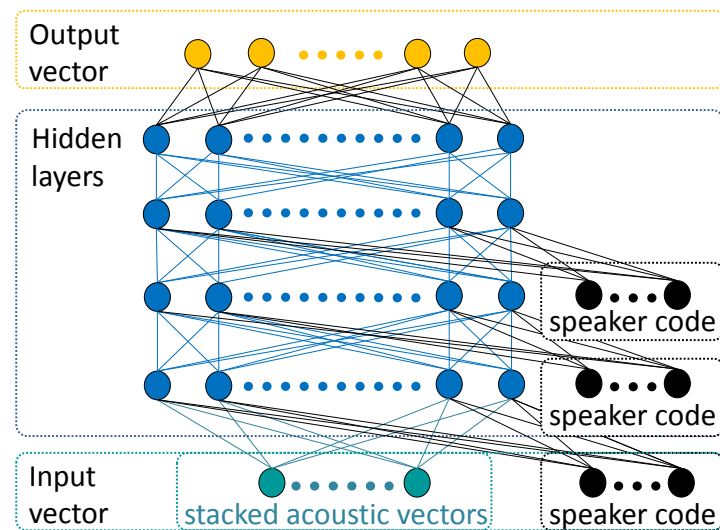 Output
vector
Hidden
layers
speaker code
speaker code
Input
vector
stacked acoustic vectors
speaker code